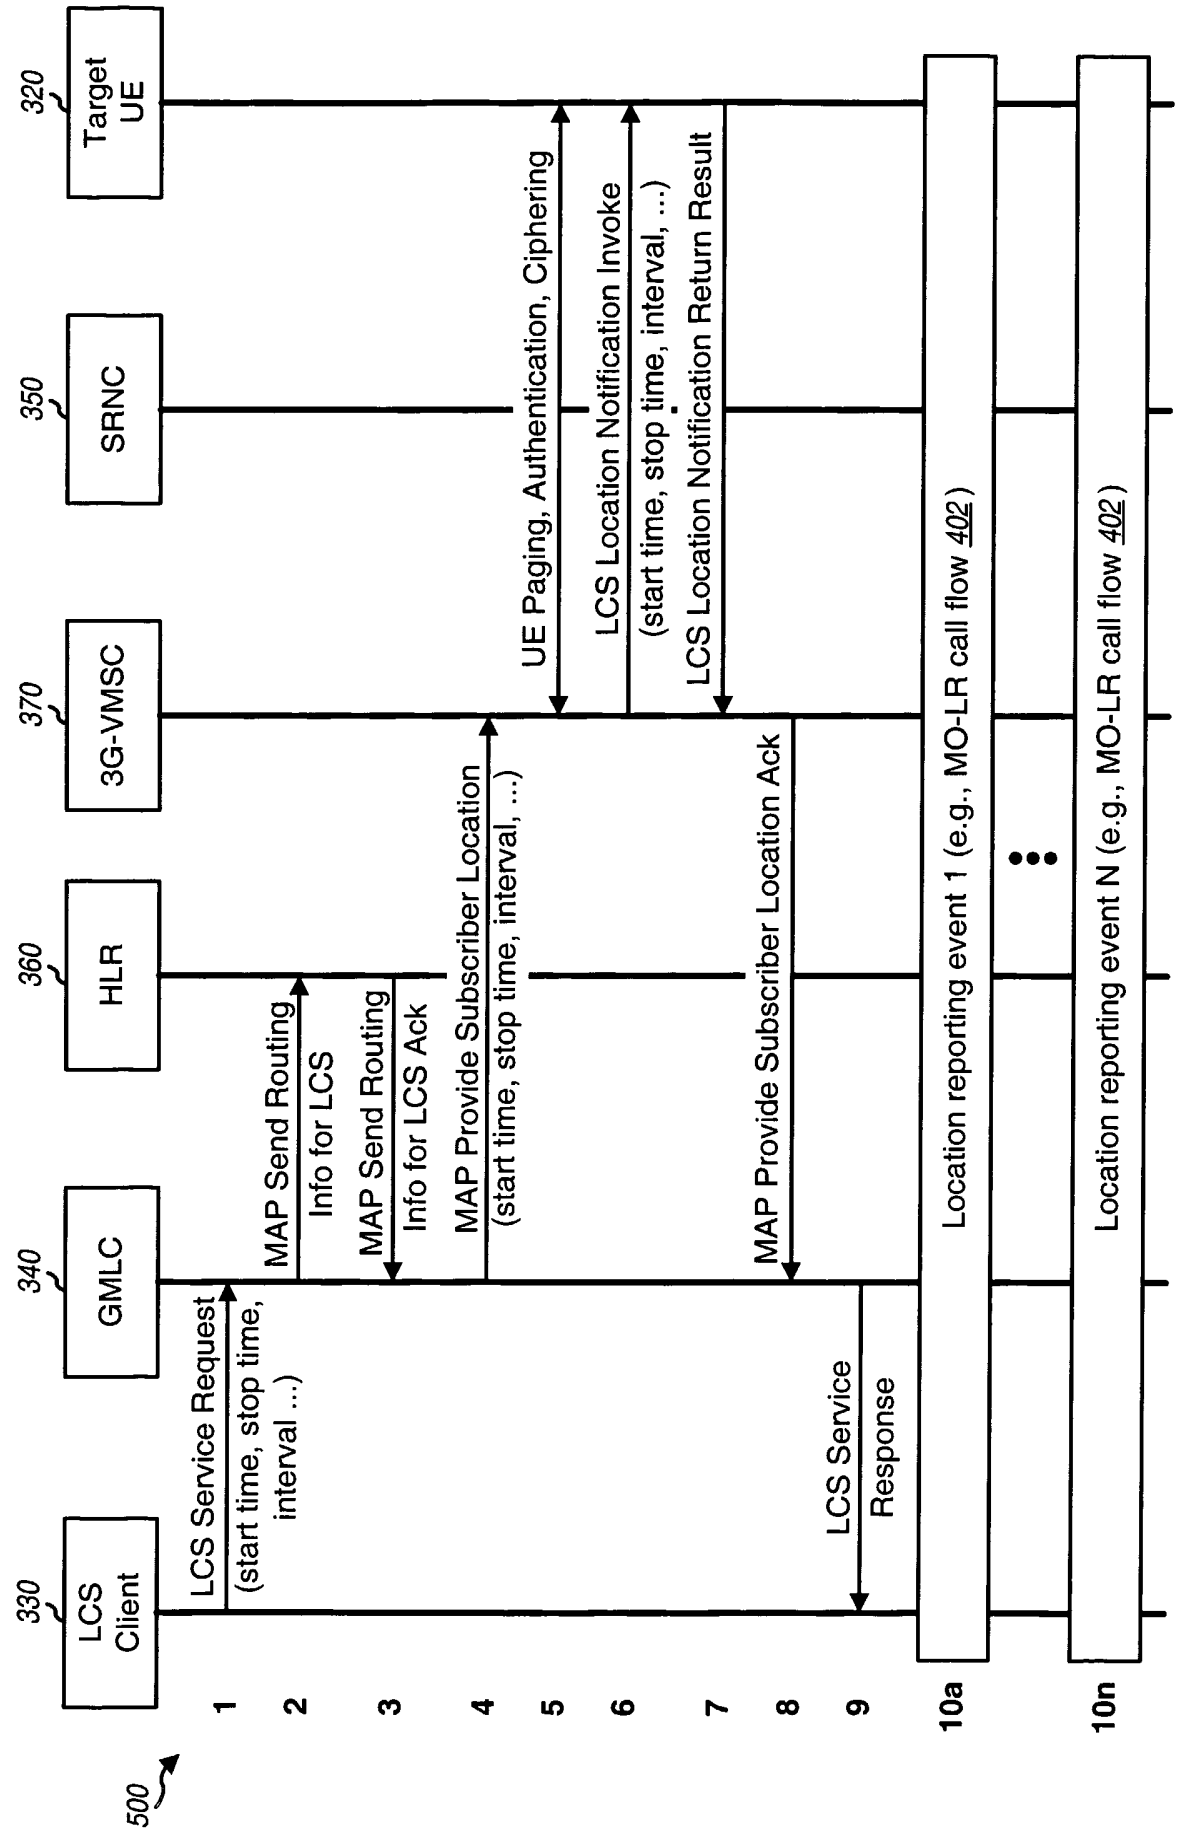 500
330
340
360
370
350
320
LCS
Client
GMLC
HLR
3G-VMSC
SRNC
Target
UE
1
LCS Service Request
(start time, stop time,
interval ...)
2
MAP Send Routing
Info for LCS
3
MAP Send Routing
Info for LCS Ack
4
MAP Provide Subscriber Location
(start time, stop time, interval, ...)
5
UE Paging, Authentication, Ciphering
6
LCS Location Notification Invoke
(start time, stop time, interval, ...)
7
LCS Location Notification Return Result
8
MAP Provide Subscriber Location Ack
9
LCS Service
Response
10a
Location reporting event 1 (e.g., MO-LR call flow 402)
10n
Location reporting event N (e.g., MO-LR call flow 402)